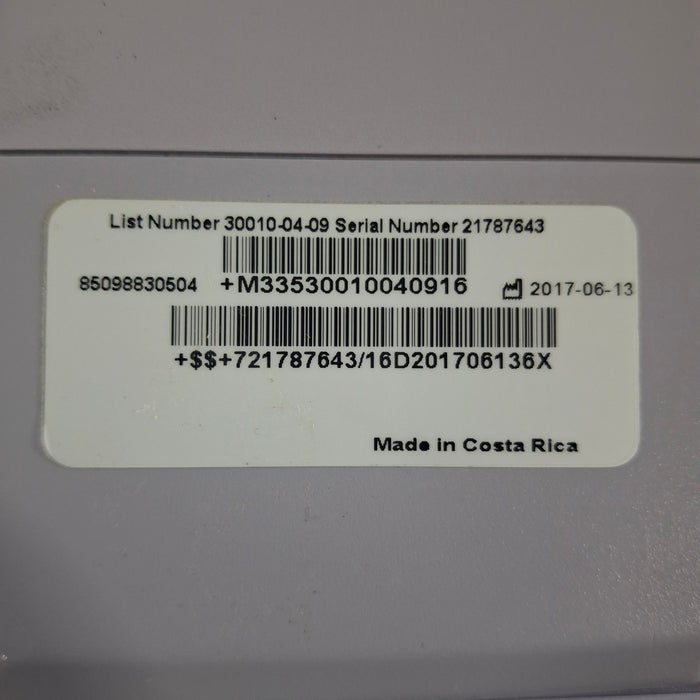 List Number 30010-04-09 Serial Number 21787643
85098830504 +M33530010040916 2017-06-13
+$$+721787643/16D201706136X
Made in Costa Rica